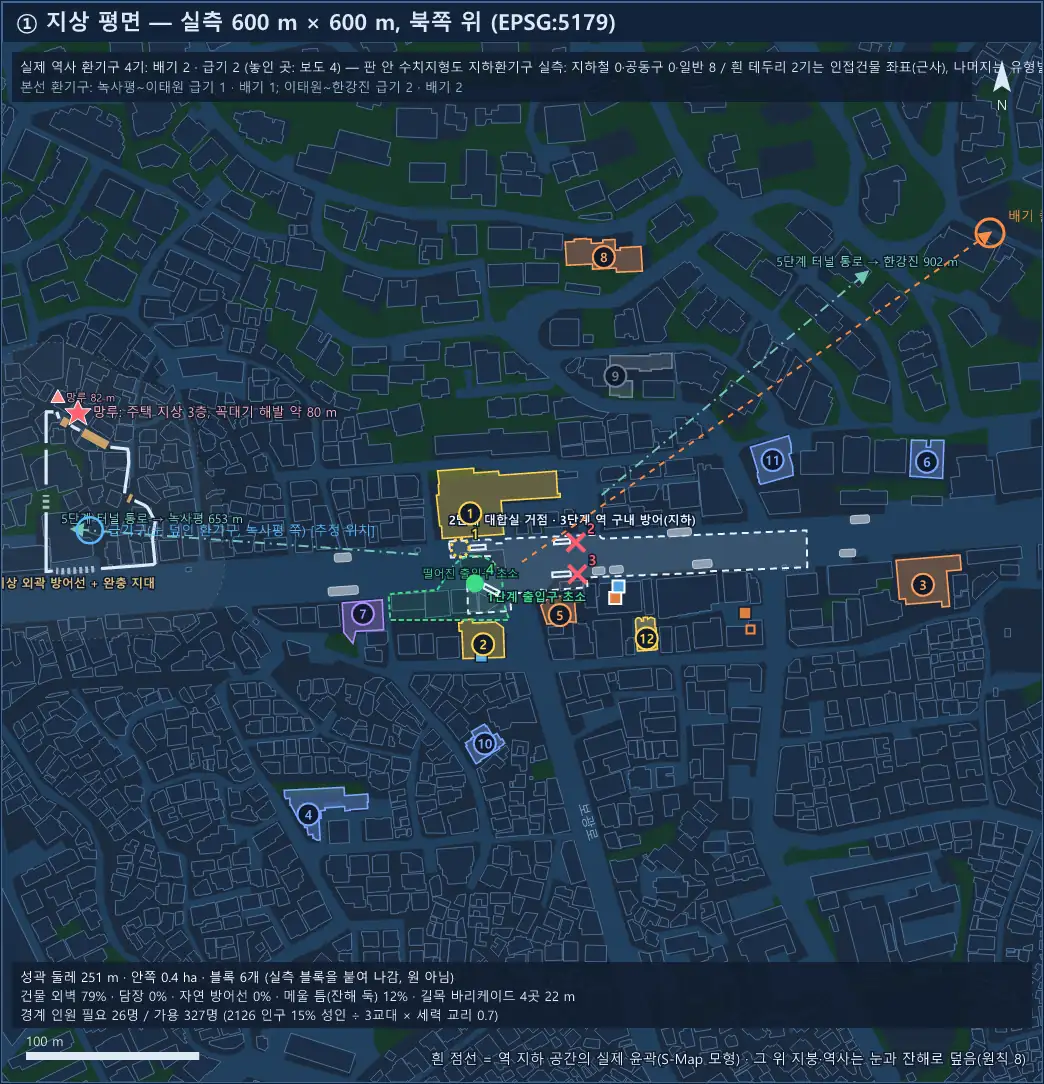 ① 지상 평면 — 실측 600 m × 600 m, 북쪽 위 (EPSG:5179)
실제 역사 환기구 4기: 배기 2 · 급기 2 (놓인 곳: 보도 4) — 판 안 수치지형도 지하환기구 실측: 지하철 0·공동구 0·일반 8 / 흰 테두리 2기는 인접건물 좌표(근사), 나머지는 유형별
본선 환기구: 녹사평~이태원 급기 1 · 배기 1; 이태원~한강진 급기 2 · 배기 2
N
배기
8
5단계 터널 통로 → 한강진 902 m
9
망루 82 m
망루: 주택 지상 3층, 꼭대기 해발 약 80 m
11
6
1
2단계 대합실 거점 · 3단계 역 구내 방어(지하)
5단계 터널 통로 → 녹사평 653 m
녹사평 쪽) (추정 위치)
1
2
3
4
떨어진 출입구 초소
지상 외곽 방어선 + 완충 지대
1단계 출입구 초소
3
7
5
2
12
10
4
보광로
성곽 둘레 251 m · 안쪽 0.4 ha · 블록 6개 (실측 블록을 붙여 나감, 원 아님)
건물 외벽 79% · 담장 0% · 자연 방어선 0% · 메울 틈(잔해 둑) 12% · 길목 바리케이드 4곳 22 m
경계 인원 필요 26명 / 가용 327명 (2126 인구 15% 성인 ÷ 3교대 × 세력 교리 0.7)
100 m
흰 점선 = 역 지하 공간의 실제 윤곽(S-Map 모형) · 그 위 지붕·역사는 눈과 잔해로 덮음(원칙 8)